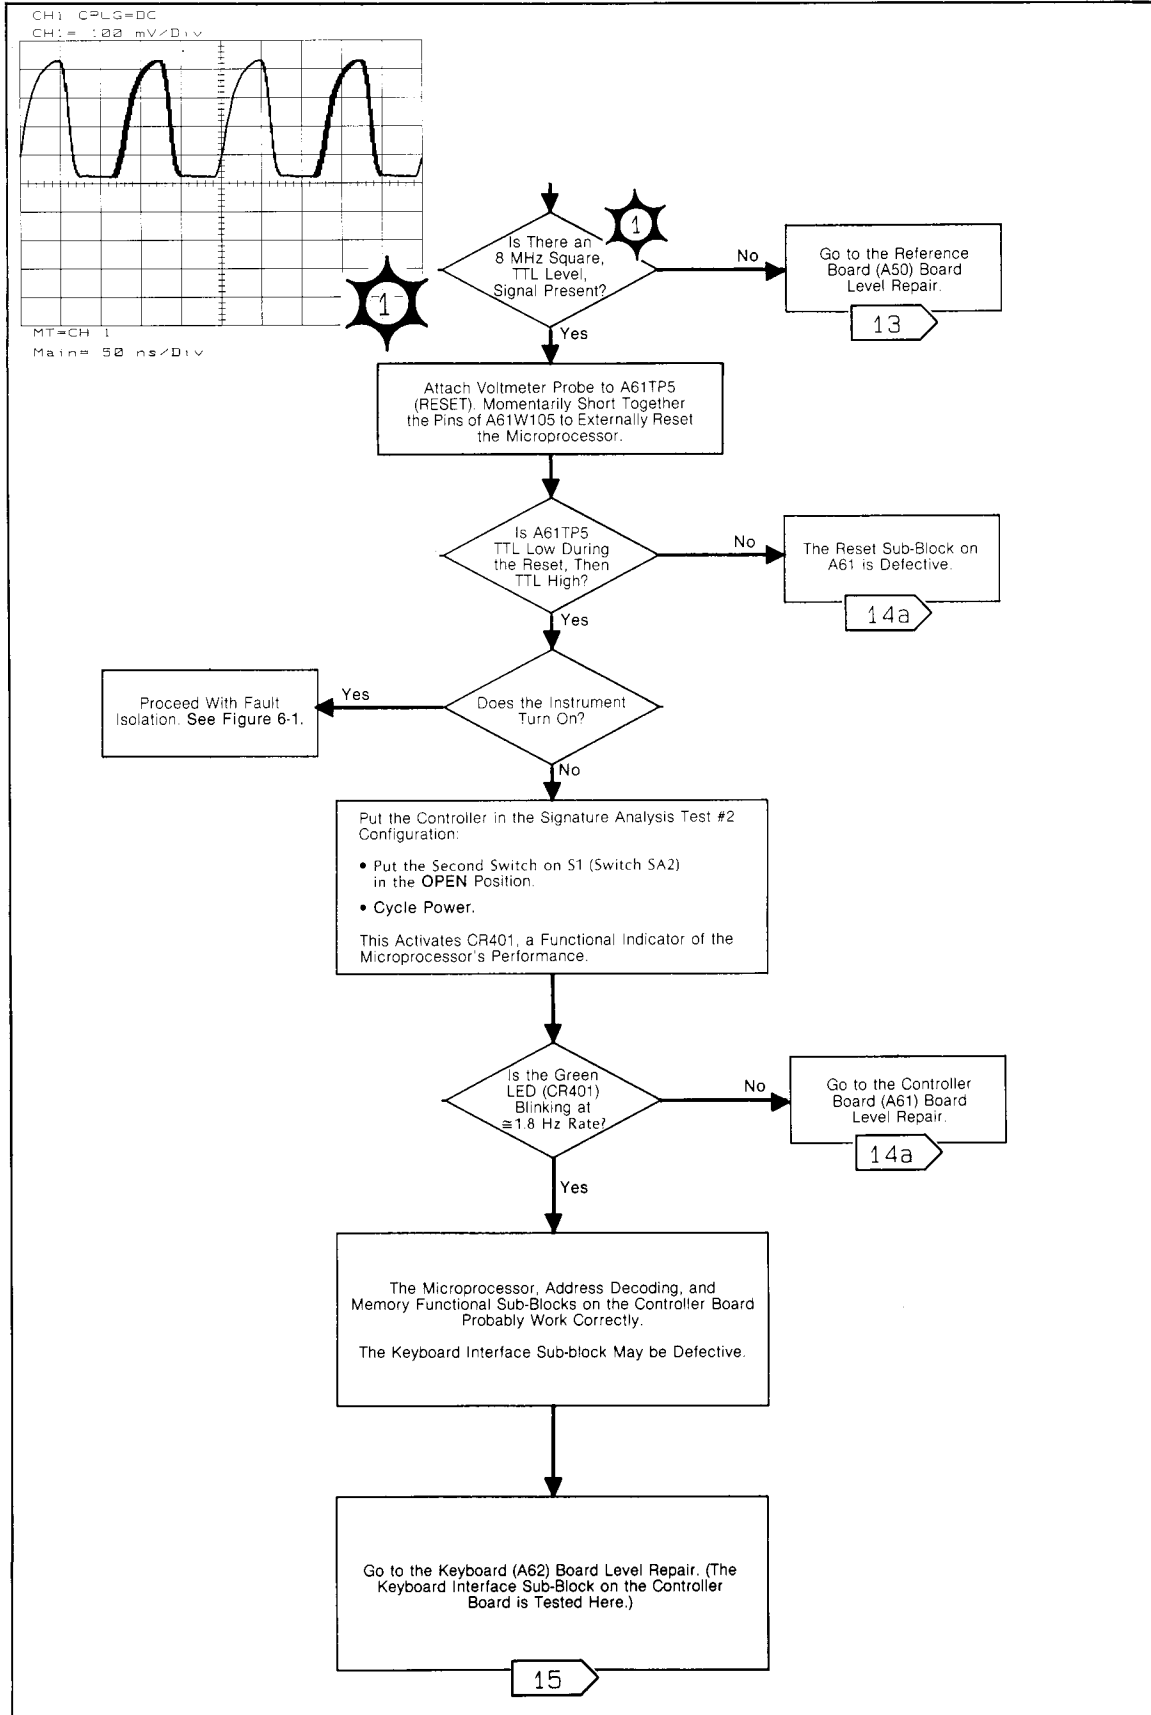 CH1 CPLG=DC
CH1= 100 mV/Div
MT=CH 1
Main= 50 ns/Div
1
1
Is There an
8 MHz Square,
TTL Level,
Signal Present?
No
Go to the Reference
Board (A50) Board
Level Repair.
13
Yes
Attach Voltmeter Probe to A61TP5
(RESET). Momentarily Short Together
the Pins of A61W105 to Externally Reset
the Microprocessor.
Is A61TP5
TTL Low During
the Reset, Then
TTL High?
No
The Reset Sub-Block on
A61 is Defective.
14a
Yes
Does the Instrument
Turn On?
Yes
Proceed With Fault
Isolation. See Figure 6-1.
No
Put the Controller in the Signature Analysis Test #2
Configuration:
• Put the Second Switch on S1 (Switch SA2)
in the OPEN Position.
• Cycle Power.
This Activates CR401, a Functional Indicator of the
Microprocessor's Performance.
Is the Green
LED (CR401)
Blinking at
≅1.8 Hz Rate?
No
Go to the Controller
Board (A61) Board
Level Repair.
14a
Yes
The Microprocessor, Address Decoding, and
Memory Functional Sub-Blocks on the Controller Board
Probably Work Correctly.
The Keyboard Interface Sub-block May be Defective.
Go to the Keyboard (A62) Board Level Repair. (The
Keyboard Interface Sub-Block on the Controller
Board is Tested Here.)
15